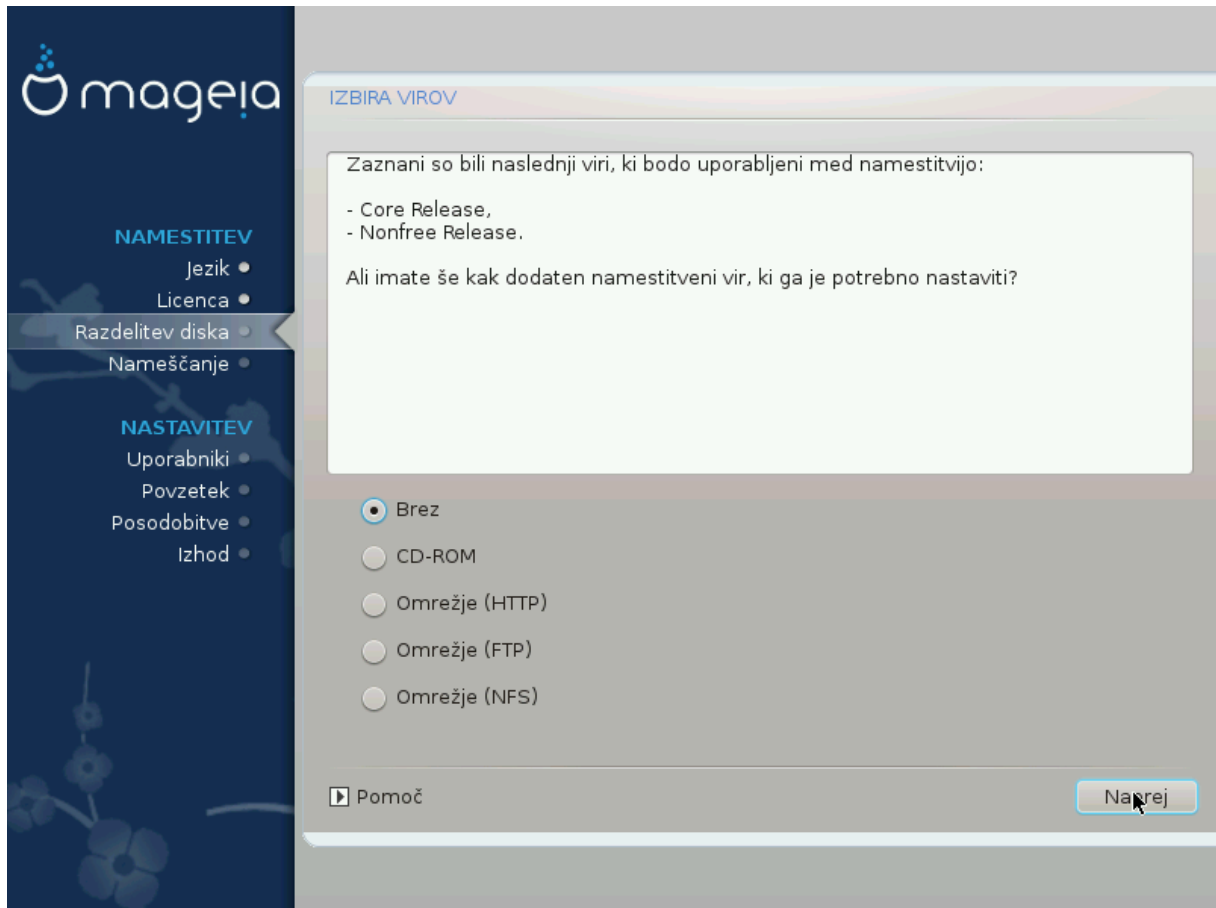 mageia
NAMESTITEV
Jezik
Licenca
Razdelitev diska
Nameščanje
NASTAVITEV
Uporabniki
Povzetek
Posodobitve
Izhod
IZBIRA VIROV
Zaznani so bili naslednji viri, ki bodo uporabljeni med namestitvijo:
- Core Release,
- Nonfree Release.
Ali imate še kak dodaten namestitveni vir, ki ga je potrebno nastaviti?
Brez
CD-ROM
Omrežje (HTTP)
Omrežje (FTP)
Omrežje (NFS)
Pomoč
Naprej